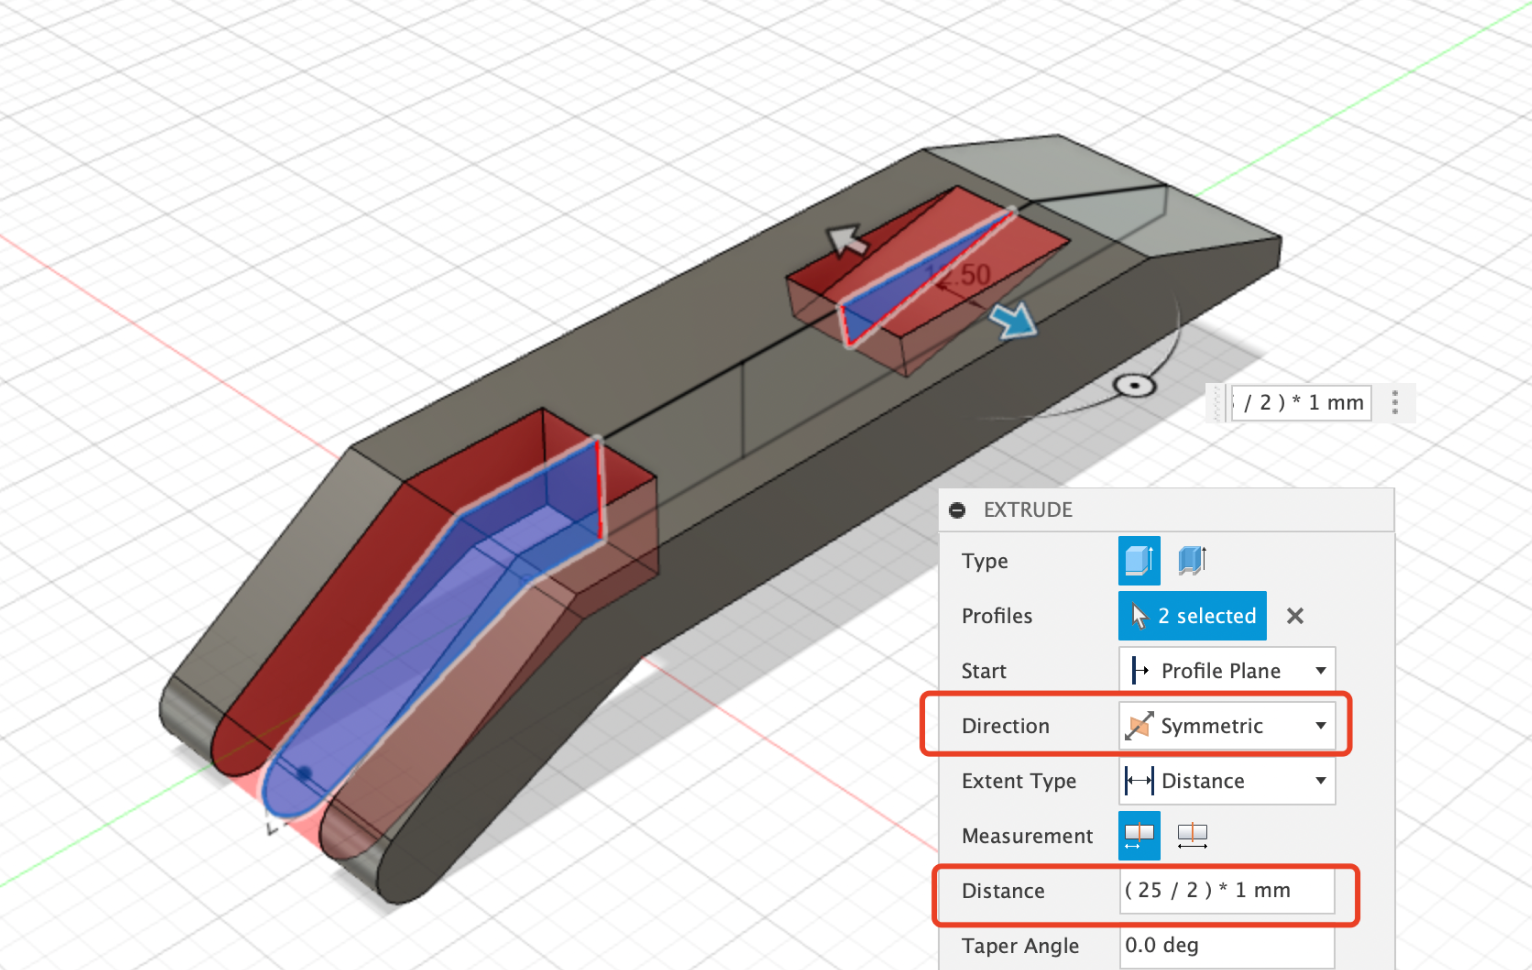 12.50
/ 2 ) * 1 mm
EXTRUDE
Type
Profiles 2 selected
Start Profile Plane
Direction Symmetric
Extent Type Distance
Measurement
Distance ( 25 / 2 ) * 1 mm
Taper Angle 0.0 deg